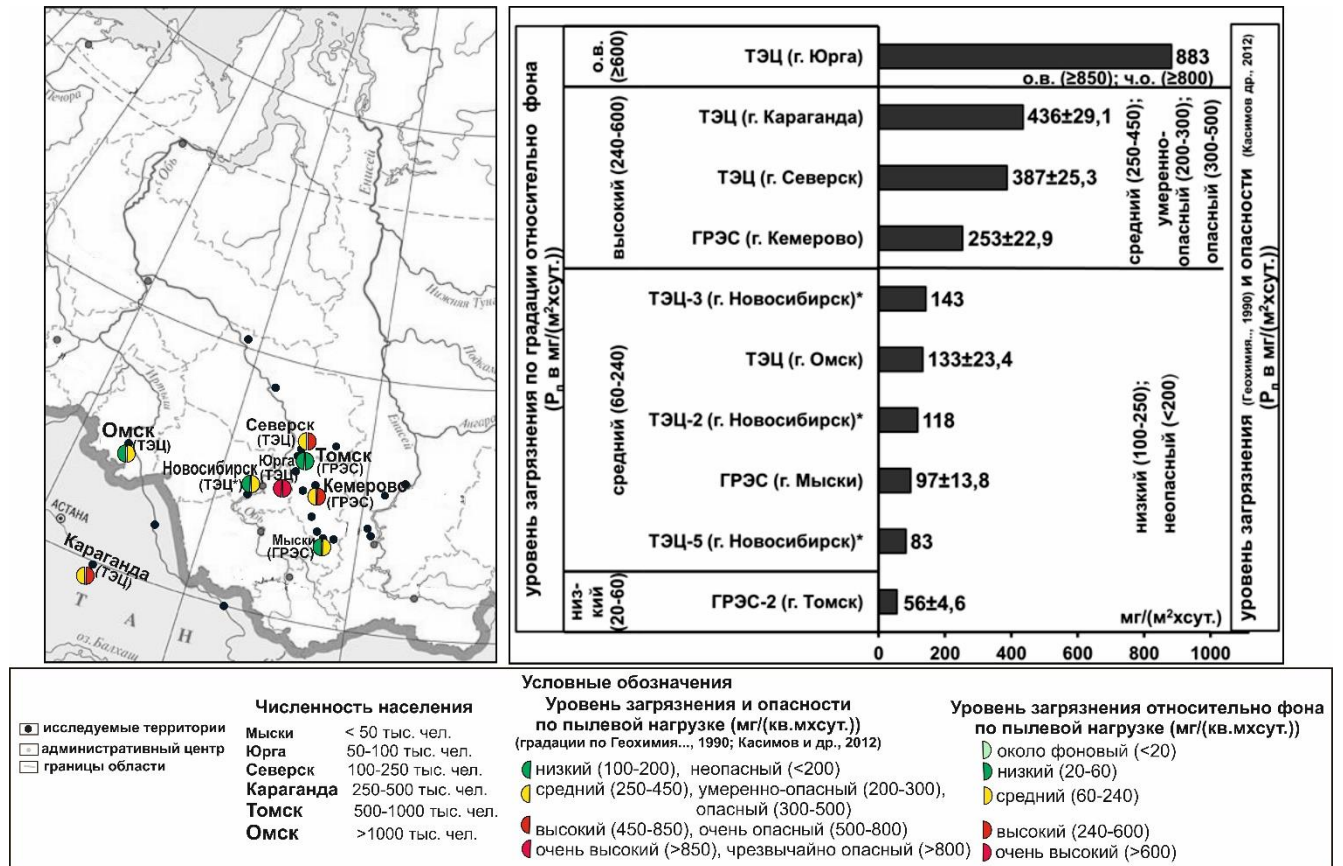 Печора
Обь
Енисей
Нижняя Тунг
Подкам
Иртыш
Ангара
Енисей
Омск
(ТЭЦ)
Северск
(ТЭЦ)
Томск
(ГРЭС)
Юрга
(ТЭЦ)
Новосибирск
(ТЭЦ*)
Кемерово
(ГРЭС)
Обь
Мыски
(ГРЭС)
АСТАНА
Караганда
(ТЭЦ)
Т А Н
оз.Балхаш
уровень загрязнения по градации относительно фона
(Pп в мг/(м²хсут.))
о.в.
(≥600)
высокий (240-600)
средний (60-240)
низ-
кий
(20-60)
ТЭЦ (г. Юрга) 883
о.в. (≥850); ч.о. (≥800)
ТЭЦ (г. Караганда) 436±29,1
ТЭЦ (г. Северск) 387±25,3
ГРЭС (г. Кемерово) 253±22,9
ТЭЦ-3 (г. Новосибирск)* 143
ТЭЦ (г. Омск) 133±23,4
ТЭЦ-2 (г. Новосибирск)* 118
ГРЭС (г. Мыски) 97±13,8
ТЭЦ-5 (г. Новосибирск)* 83
ГРЭС-2 (г. Томск) 56±4,6
мг/(м²хсут.)
0 200 400 600 800 1000
средний (250-450);
умеренно-
опасный (200-300);
опасный (300-500)
низкий (100-250);
неопасный (<200)
уровень загрязнения (Геохимия..., 1990) и опасности (Касимов и др., 2012)
(Pп в мг/(м²хсут.))
Условные обозначения
исследуемые территории
административный центр
границы области
Численность населения
Мыски < 50 тыс. чел.
Юрга 50-100 тыс. чел.
Северск 100-250 тыс. чел.
Караганда 250-500 тыс. чел.
Томск 500-1000 тыс. чел.
Омск >1000 тыс. чел.
Уровень загрязнения и опасности
по пылевой нагрузке (мг/(кв.мхсут.))
(градации по Геохимия..., 1990; Касимов и др., 2012)
низкий (100-200), неопасный (<200)
средний (250-450), умеренно-опасный (200-300),
опасный (300-500)
высокий (450-850), очень опасный (500-800)
очень высокий (>850), чрезвычайно опасный (>800)
Уровень загрязнения относительно фона
по пылевой нагрузке (мг/(кв.мхсут.))
около фоновый (<20)
низкий (20-60)
средний (60-240)
высокий (240-600)
очень высокий (>600)